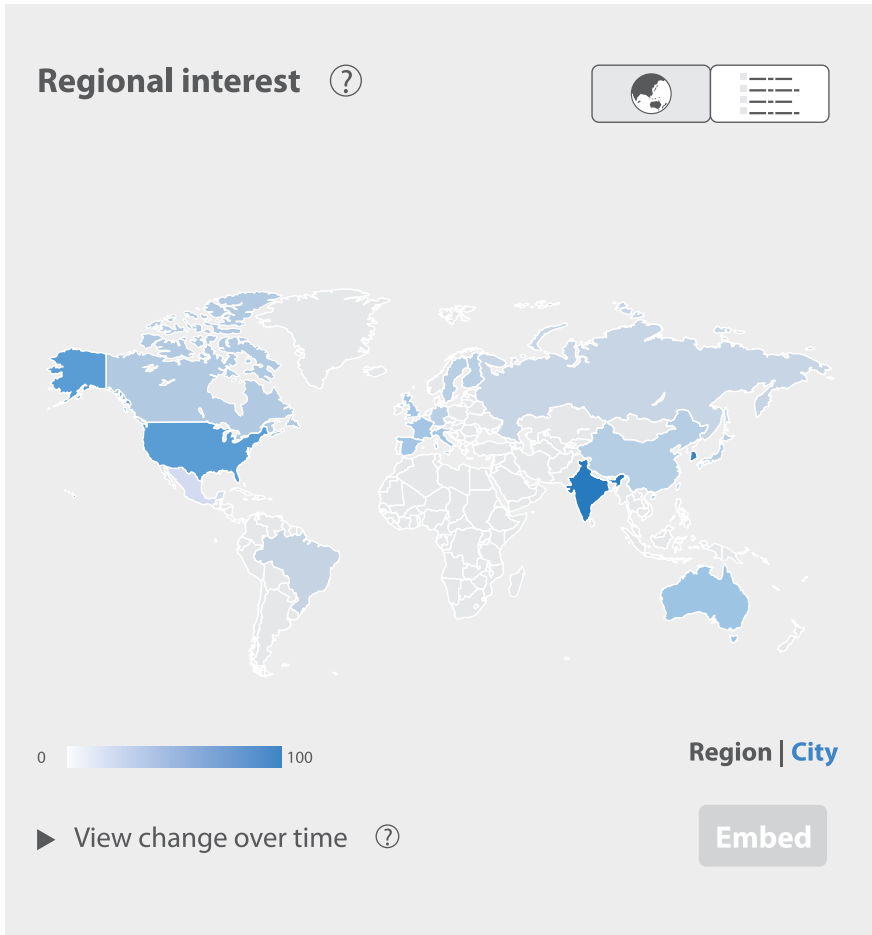 Regional interest ?
0 100
Region | City
View change over time ?
Embed